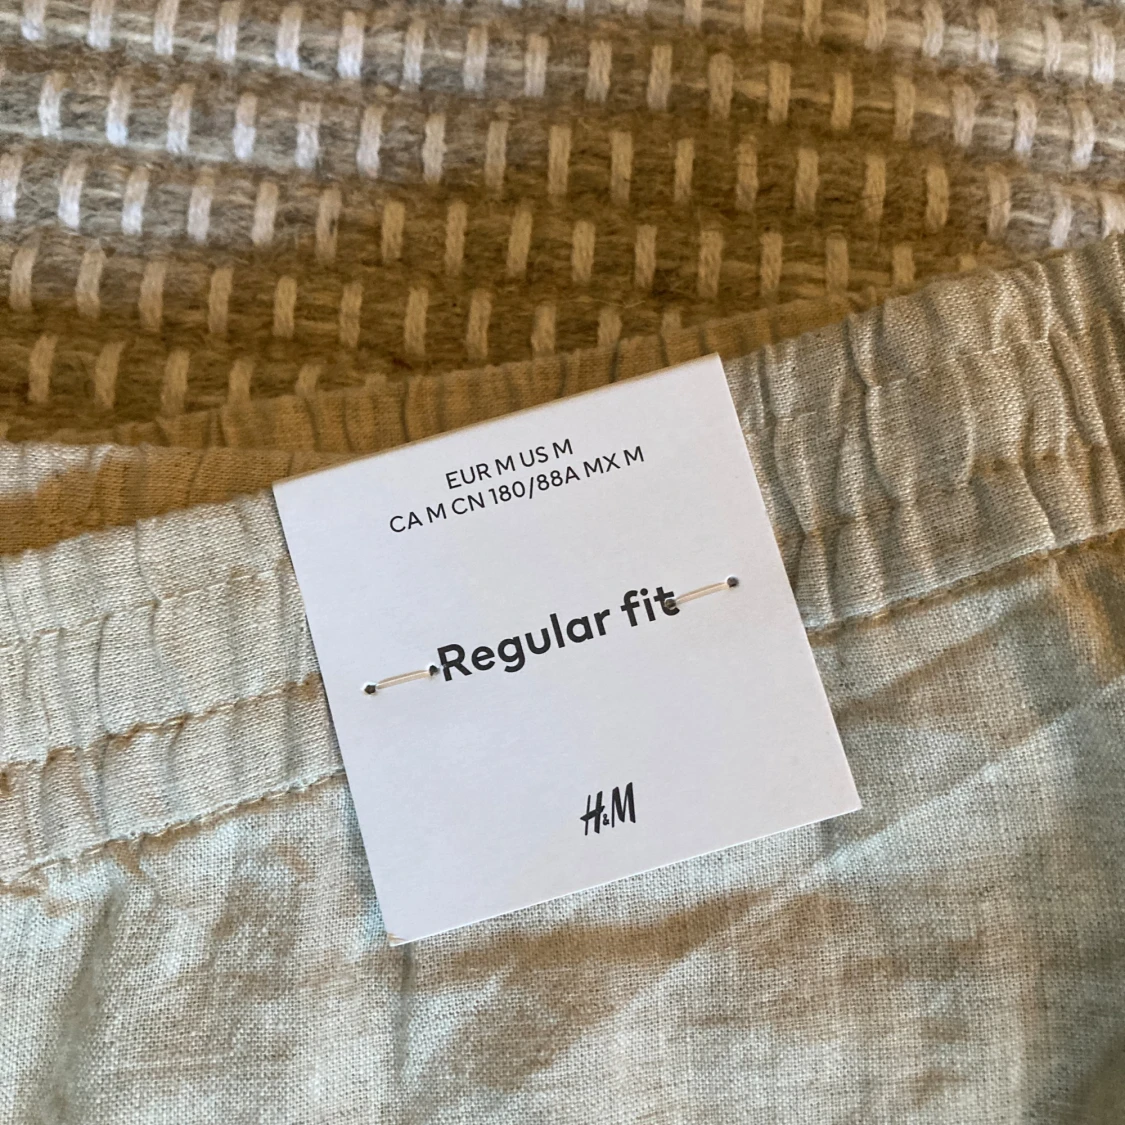 EUR M US M
CA M CN 180/88A MX M
Regular fit
H&M